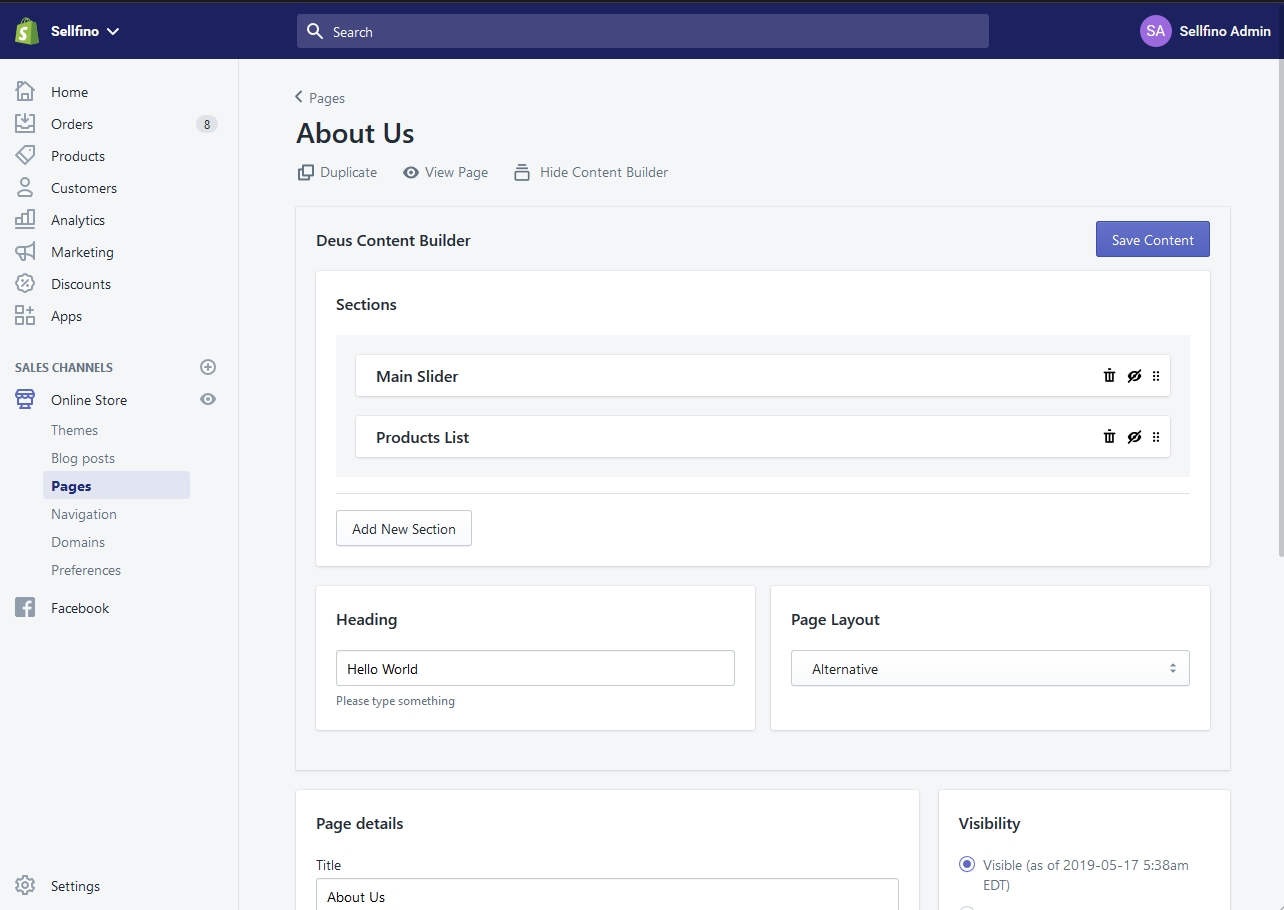 Sellfino
Search
SA
Sellfino Admin
Home
Orders
8
Products
Customers
Analytics
Marketing
Discounts
Apps
SALES CHANNELS
Online Store
Themes
Blog posts
Pages
Navigation
Domains
Preferences
Facebook
Settings
Pages
About Us
Duplicate
View Page
Hide Content Builder
Deus Content Builder
Save Content
Sections
Main Slider
Products List
Add New Section
Heading
Hello World
Please type something
Page Layout
Alternative
Page details
Title
About Us
Visibility
Visible (as of 2019-05-17 5:38am
EDT)